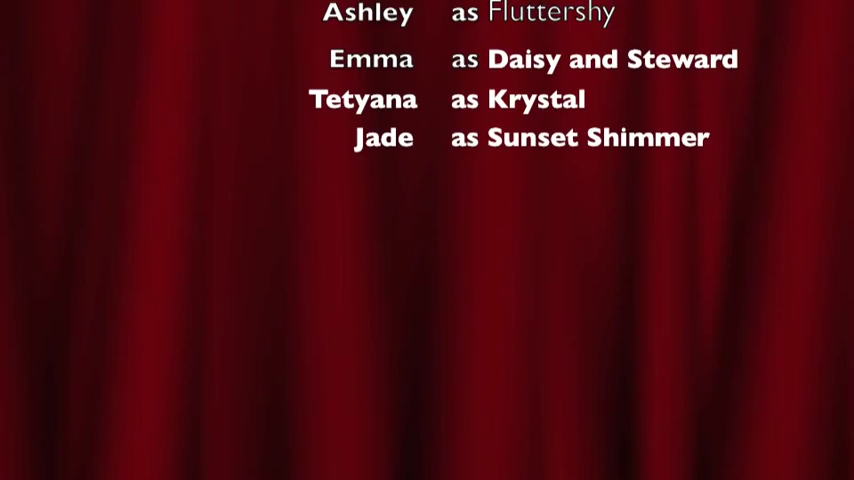 Ashley as Fluttershy
Emma as Daisy and Steward
Tetyana as Krystal
Jade as Sunset Shimmer